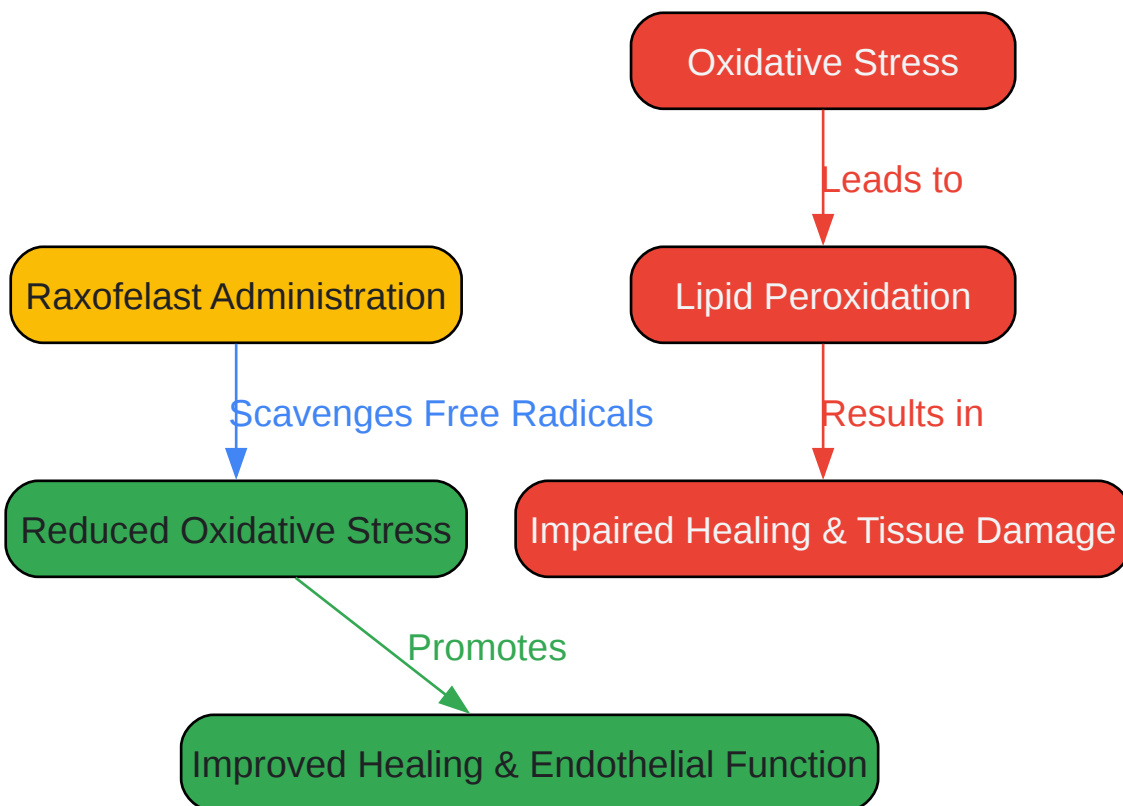 Oxidative Stress
Leads to
Raxofelast Administration
Lipid Peroxidation
Scavenges Free Radicals
Results in
Reduced Oxidative Stress
Impaired Healing & Tissue Damage
Promotes
Improved Healing & Endothelial Function